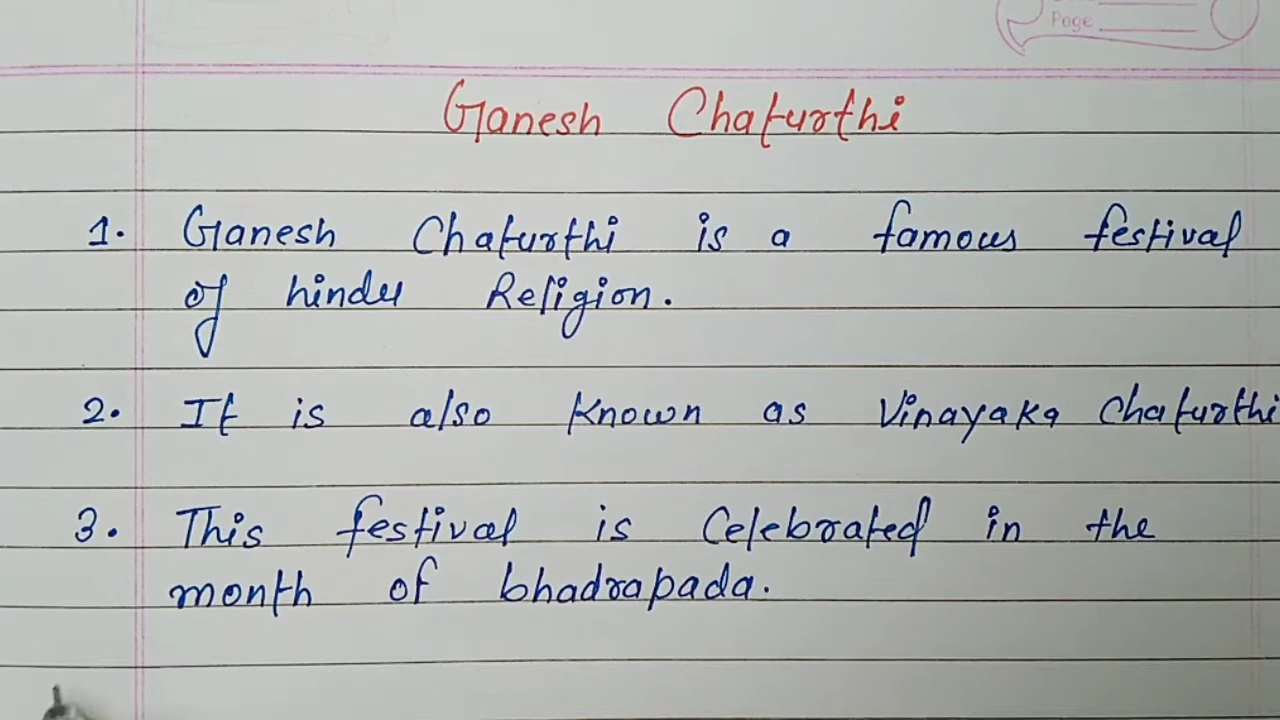 Page
Ganesh Chaturthi
1. Ganesh Chaturthi is a famous festival
of hindu Religion.
2. It is also Known as Vinayaka Chaturthi
3. This festival is Celebrated in the
month of bhadrapada.